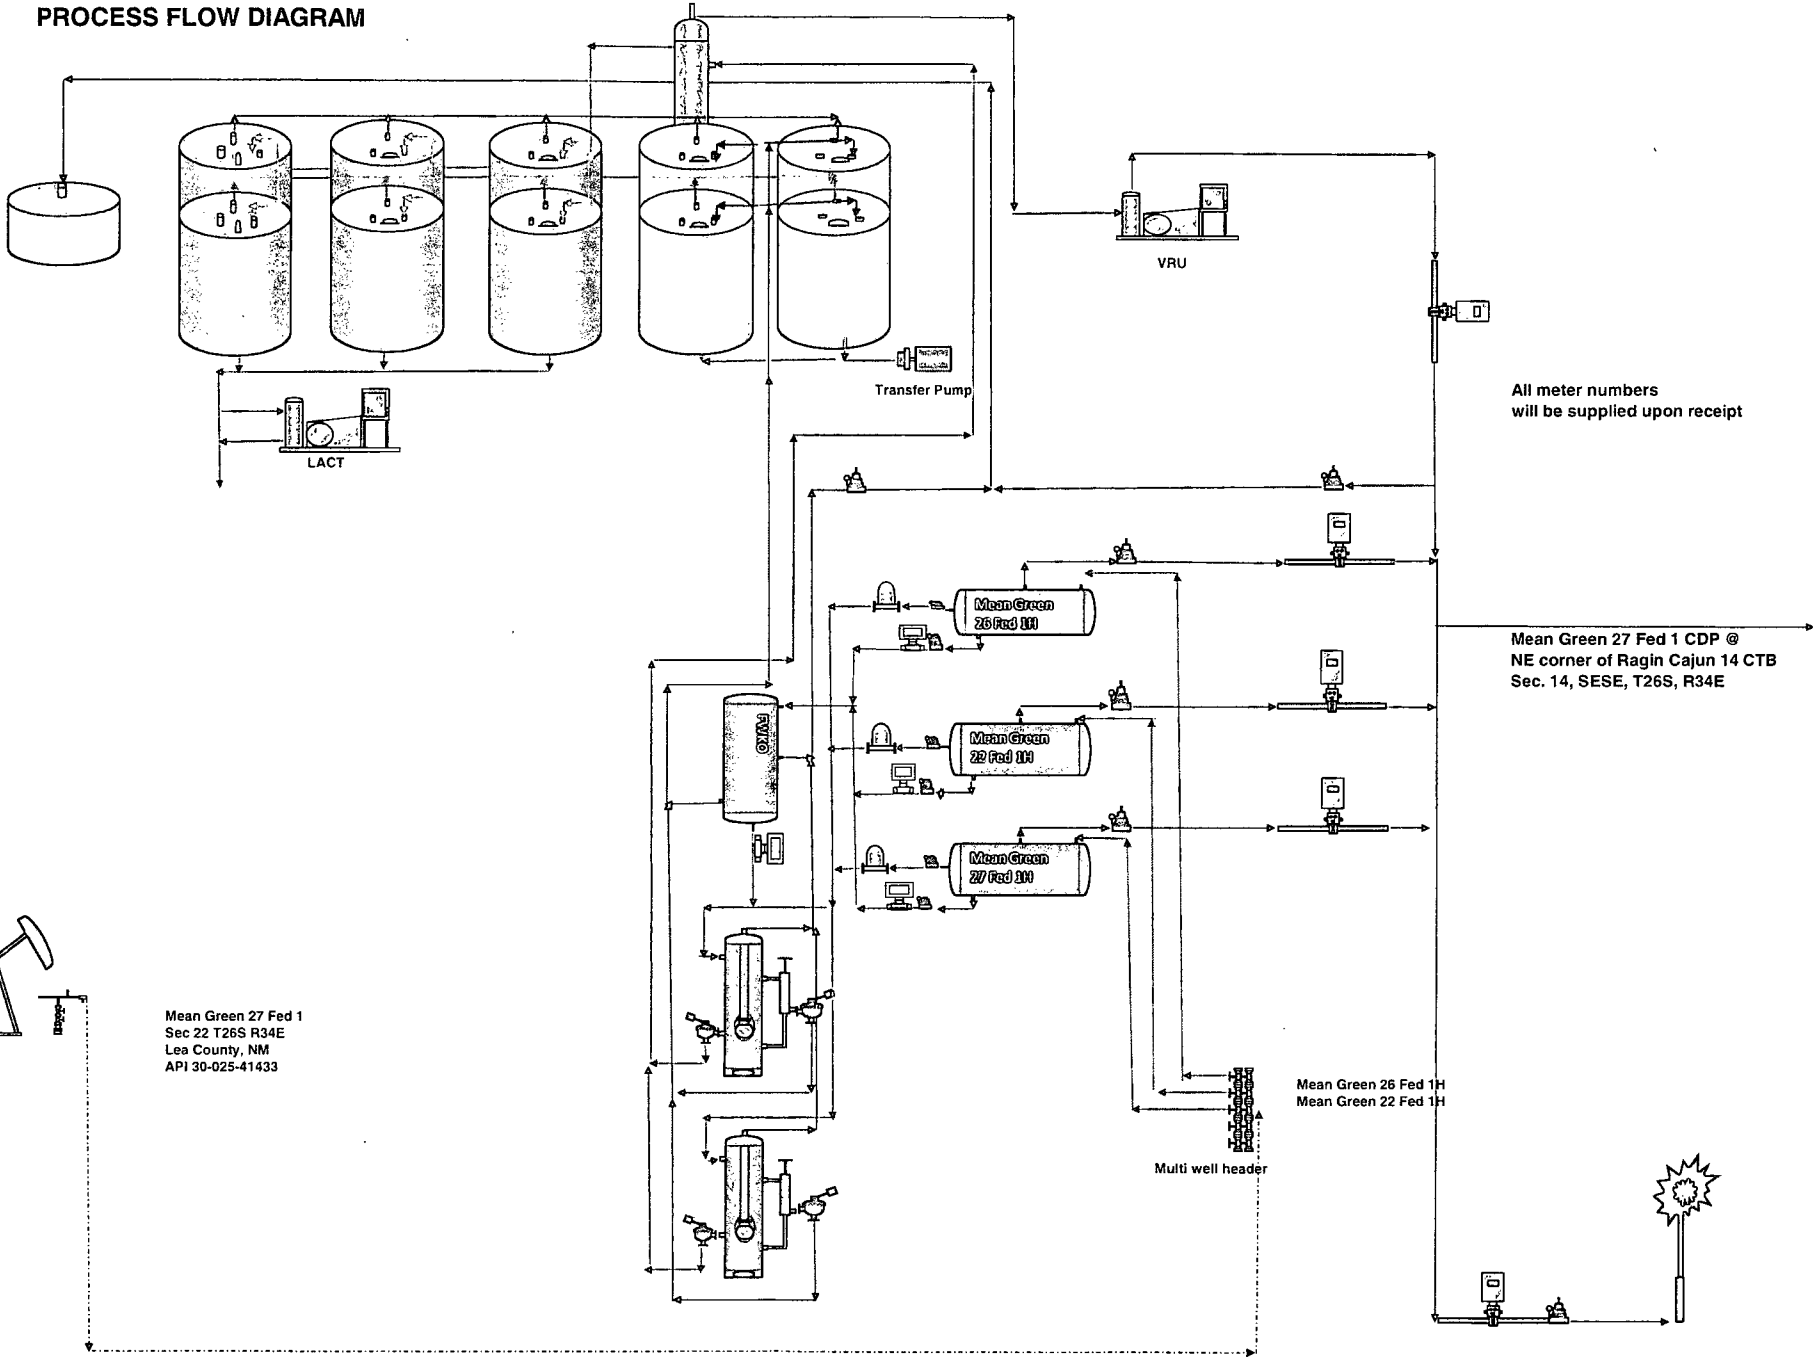 PROCESS FLOW DIAGRAM
VRU
Transfer Pump
All meter numbers
will be supplied upon receipt
LACT
Mean Green
26 Fed 1H
Mean Green 27 Fed 1 CDP @
NE corner of Ragin Cajun 14 CTB
Sec. 14, SESE, T26S, R34E
FWKO
Mean Green
22 Fed 1H
Mean Green
27 Fed 1H
Mean Green 27 Fed 1
Sec 22 T26S R34E
Lea County, NM
API 30-025-41433
Mean Green 26 Fed 1H
Mean Green 22 Fed 1H
Multi well header